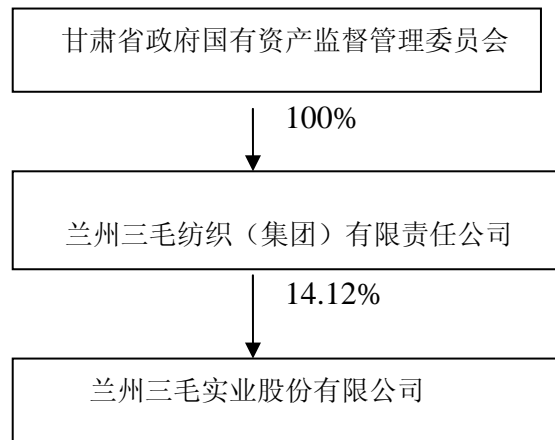 甘肃省政府国有资产监督管理委员会
100%
兰州三毛纺织（集团）有限责任公司
14.12%
兰州三毛实业股份有限公司